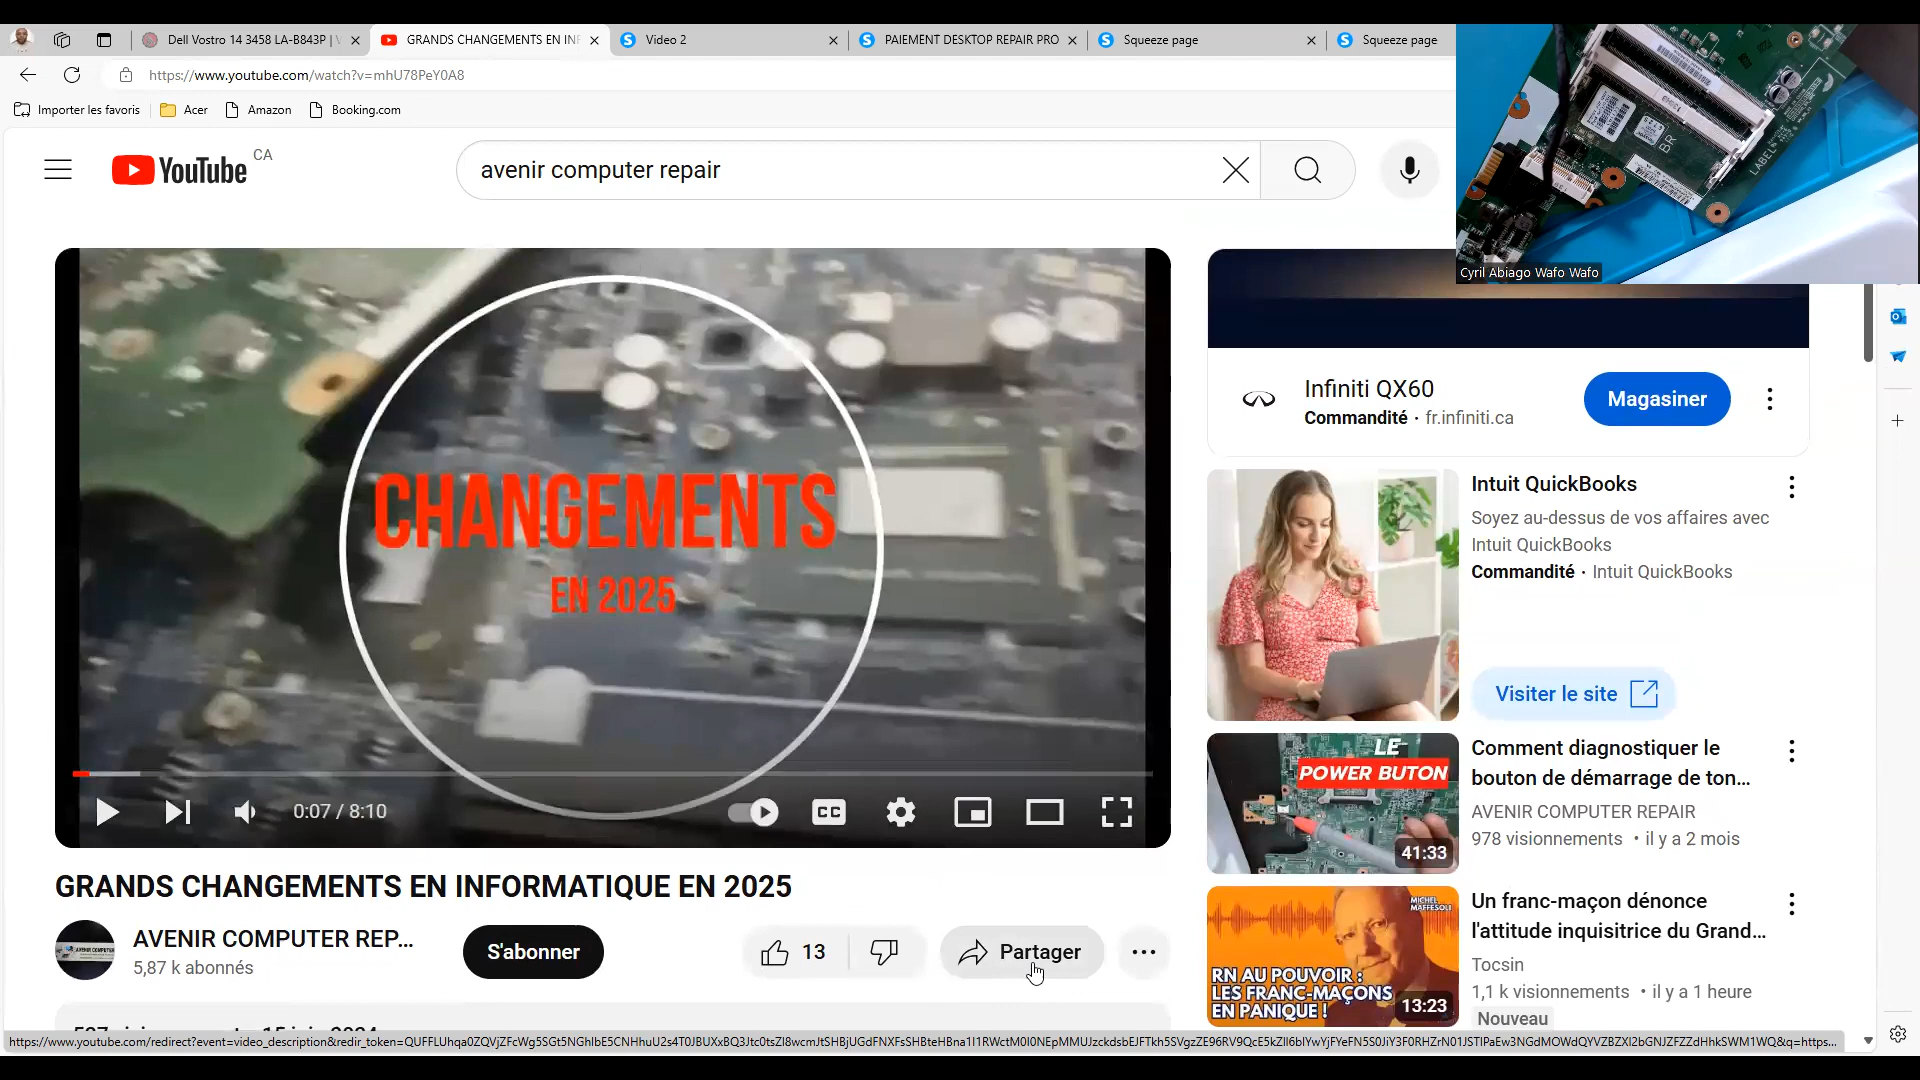 Dell Vostro 14 3458 LA-B843P |
GRANDS CHANGEMENTS EN INF
Video 2
PAIEMENT DESKTOP REPAIR PRO
Squeeze page
Squeeze page
https://www.youtube.com/watch?v=mhU78PeY0A8
Importer les favoris
Acer
Amazon
Booking.com
YouTube CA
avenir computer repair
BR
LABEL
Cyril Abiago Wafo Wafo
CHANGEMENTS
EN 2025
0:07 / 8:10
CC
GRANDS CHANGEMENTS EN INFORMATIQUE EN 2025
AVENIR COMPUTER REP...
5,87 k abonnés
S'abonner
13
Partager
Infiniti QX60
Commandité · fr.infiniti.ca
Magasiner
Intuit QuickBooks
Soyez au-dessus de vos affaires avec
Intuit QuickBooks
Commandité · Intuit QuickBooks
Visiter le site
LE
POWER BUTON
41:33
Comment diagnostiquer le
bouton de démarrage de ton...
AVENIR COMPUTER REPAIR
978 visionnements · il y a 2 mois
MICHEL
MAFFESOLI
RN AU POUVOIR :
LES FRANC-MAÇONS
EN PANIQUE !
13:23
Un franc-maçon dénonce
l'attitude inquisitrice du Grand...
Tocsin
1,1 k visionnements · il y a 1 heure
Nouveau